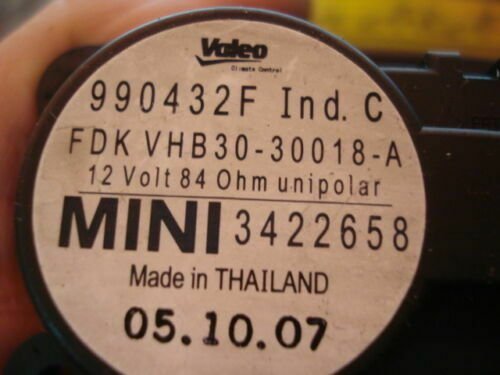 Valeo
Climate Control
990432F Ind. C
FDK VHB30-30018-A
12 Volt 84 Ohm unipolar
MINI 3422658
Made in THAILAND
05.10.07